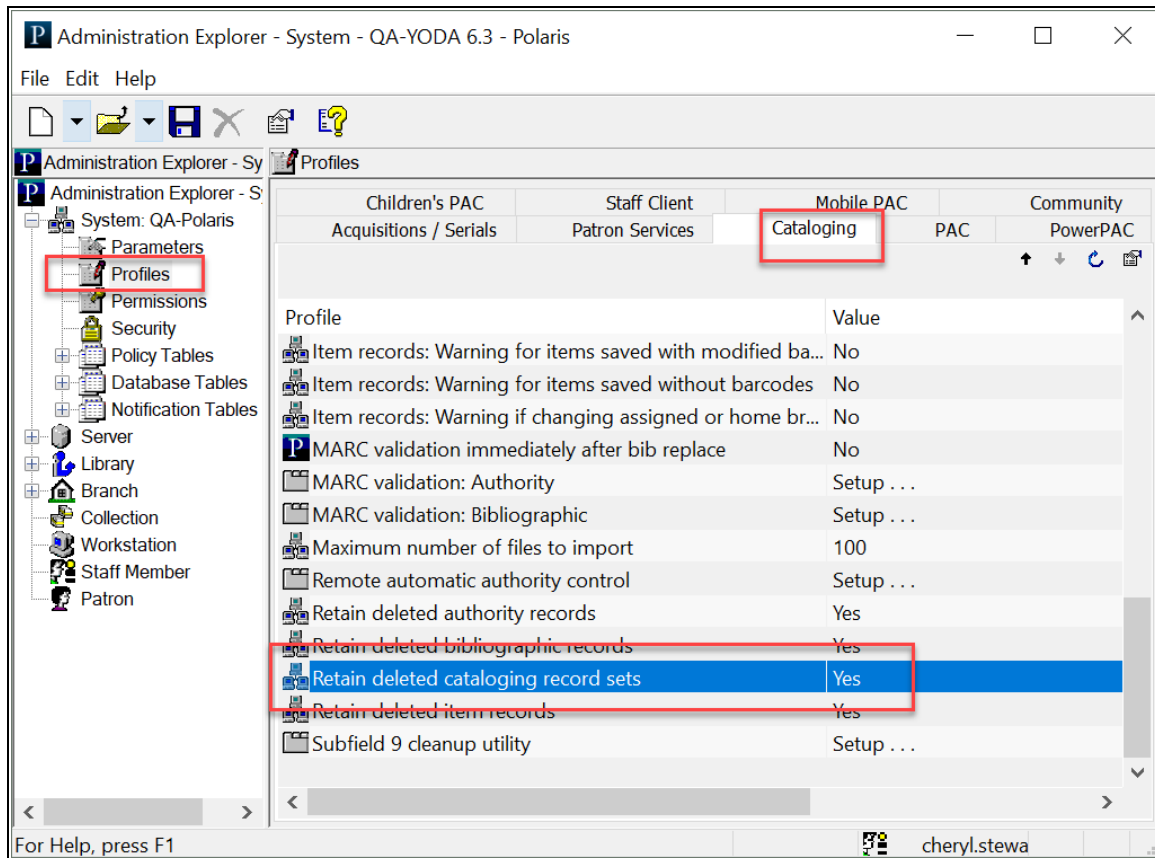 Administration Explorer - System - QA-YODA 6.3 - Polaris
File Edit Help
Administration Explorer - Sy
Profiles
Administration Explorer - S
System: QA-Polaris
Parameters
Profiles
Permissions
Security
Policy Tables
Database Tables
Notification Tables
Server
Library
Branch
Collection
Workstation
Staff Member
Patron
Children's PAC Staff Client Mobile PAC Community
Acquisitions / Serials Patron Services Cataloging PAC PowerPAC
Profile Value
Item records: Warning for items saved with modified ba... No
Item records: Warning for items saved without barcodes No
Item records: Warning if changing assigned or home br... No
MARC validation immediately after bib replace No
MARC validation: Authority Setup . . .
MARC validation: Bibliographic Setup . . .
Maximum number of files to import 100
Remote automatic authority control Setup . . .
Retain deleted authority records Yes
Retain deleted bibliographic records Yes
Retain deleted cataloging record sets Yes
Retain deleted item records Yes
Subfield 9 cleanup utility Setup . . .
For Help, press F1 cheryl.stewa